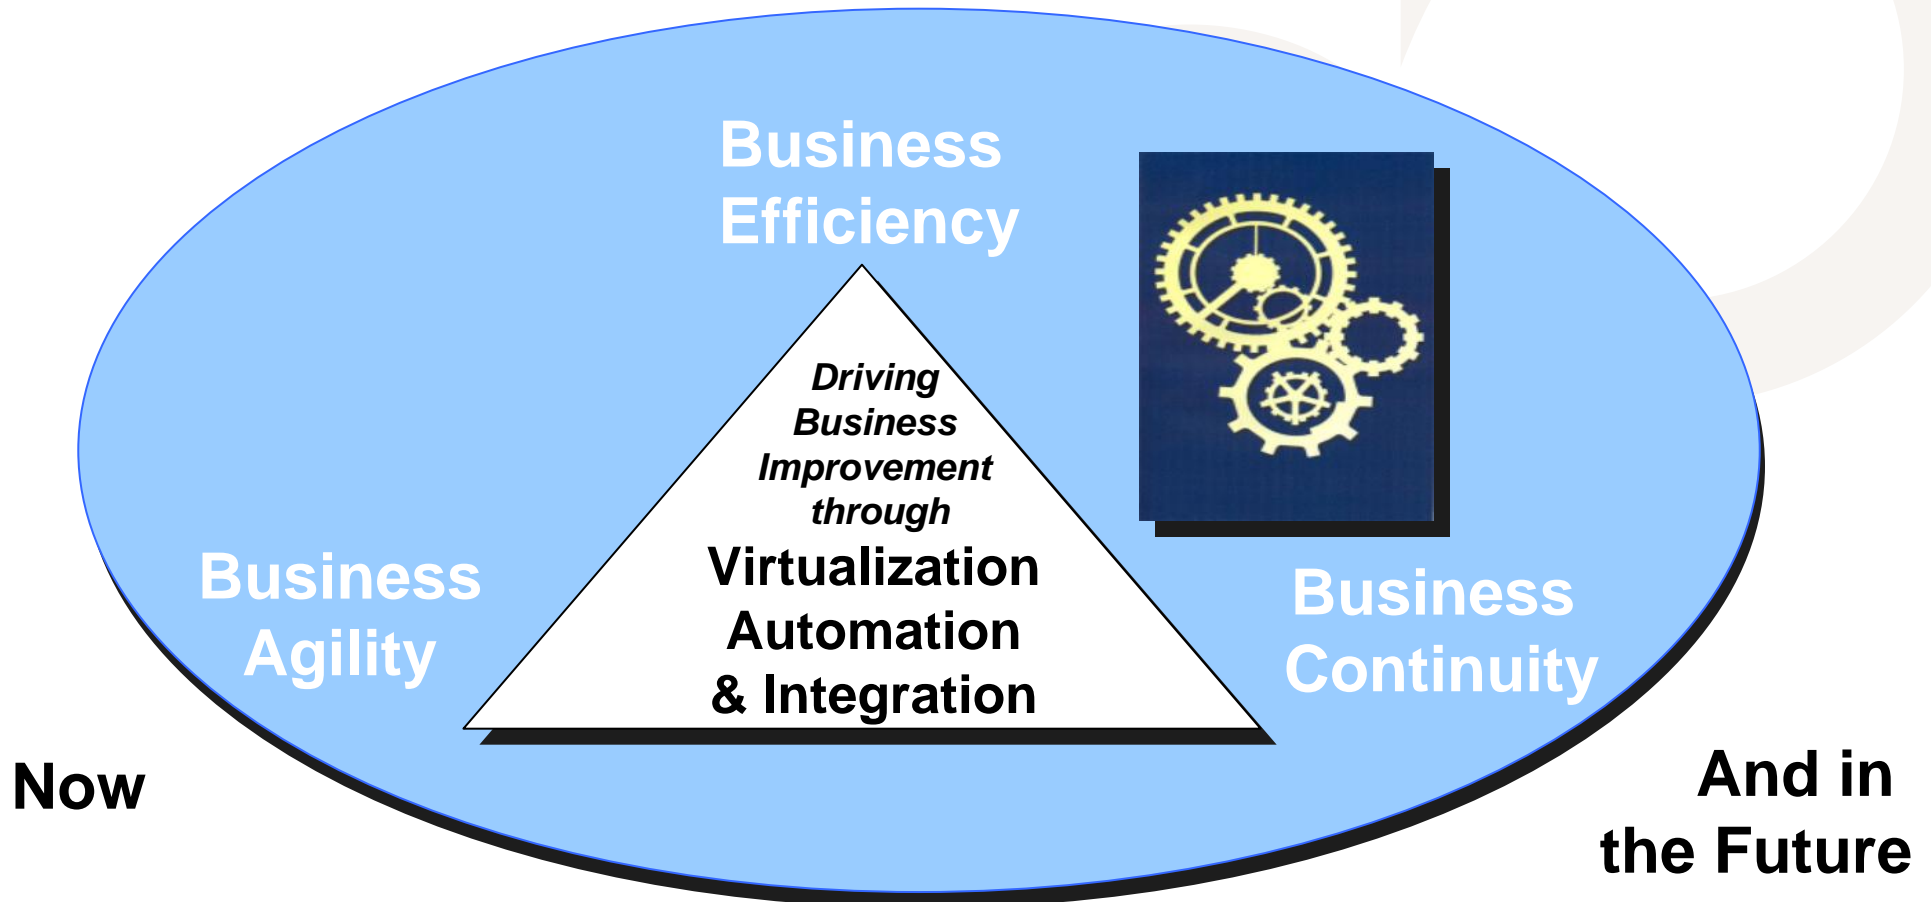 Business
Efficiency
Driving
Business
Improvement
through
Virtualization
Automation
& Integration
Business
Agility
Business
Continuity
Now
And in
the Future